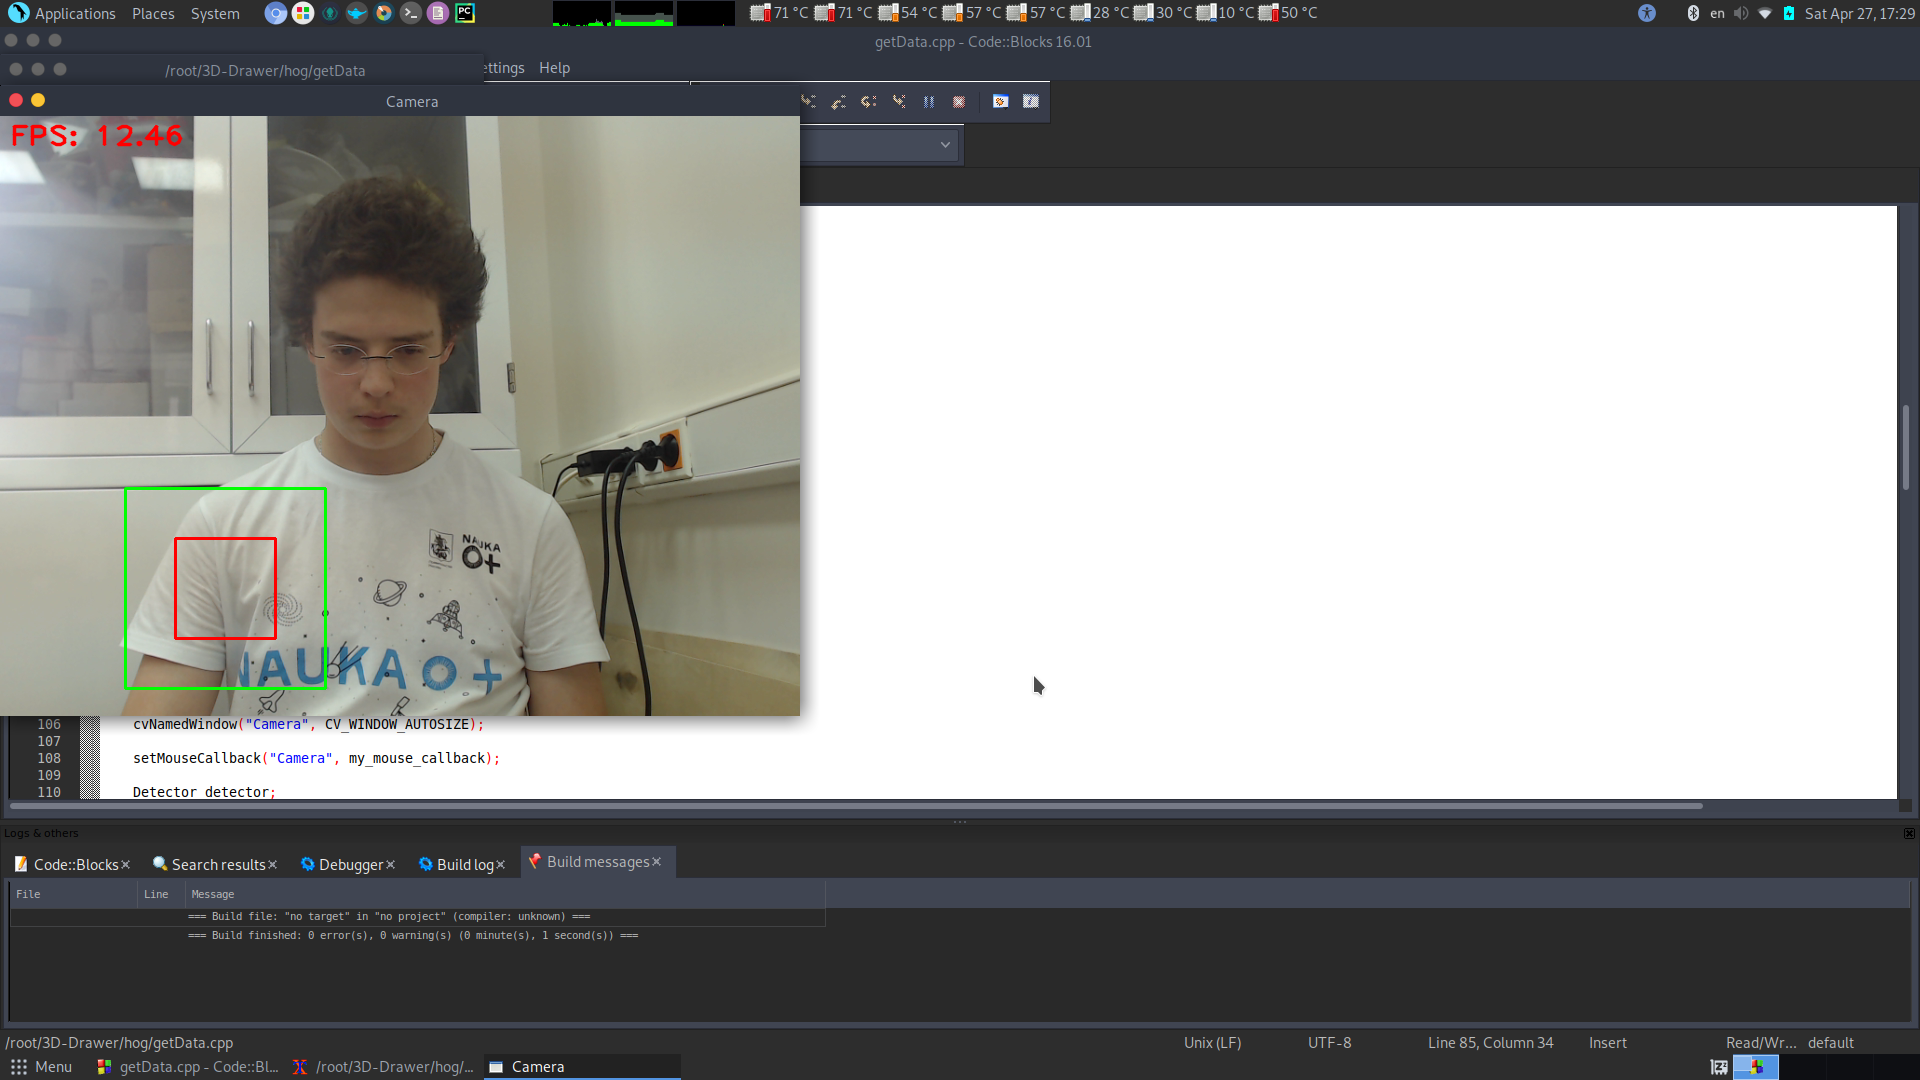 Applications Places System
71 °C 71 °C 54 °C 57 °C 57 °C 28 °C 30 °C 10 °C 50 °C
en Sat Apr 27, 17:29
getData.cpp - Code::Blocks 16.01
/root/3D-Drawer/hog/getData
ettings Help
Camera
FPS: 12.46
NAUKA
0+
NAUKA 0+
106 cvNamedWindow("Camera", CV_WINDOW_AUTOSIZE);
107
108 setMouseCallback("Camera", my_mouse_callback);
109
110 Detector detector;
Logs & others
Code::Blocks Search results Debugger Build log Build messages
File Line Message
=== Build file: "no target" in "no project" (compiler: unknown) ===
=== Build finished: 0 error(s), 0 warning(s) (0 minute(s), 1 second(s)) ===
/root/3D-Drawer/hog/getData.cpp Unix (LF) UTF-8 Line 85, Column 34 Insert Read/Wr... default
Menu getData.cpp - Code::Bl... /root/3D-Drawer/hog/... Camera